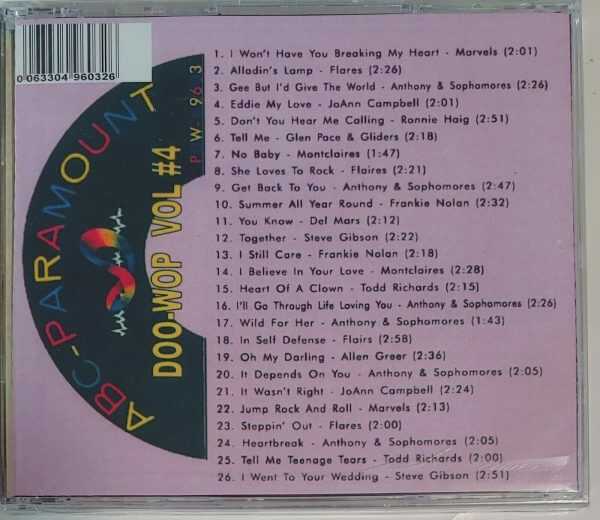 0 063304 960326
ABC-PARAMOUNT
DOO-WOP VOL #4
PW- 963
1. I Won't Have You Breaking My Heart - Marvels (2:01)
2. Alladin's Lamp - Flares (2:26)
3. Gee But I'd Give The World - Anthony & Sophomores (2:26)
4. Eddie My Love - JoAnn Campbell (2:01)
5. Don't You Hear Me Calling - Ronnie Haig (2:51)
6. Tell Me - Glen Pace & Gliders (2:18)
7. No Baby - Montclaires (1:47)
8. She Loves To Rock - Flaires (2:21)
9. Get Back To You - Anthony & Sophomores (2:47)
10. Summer All Year Round - Frankie Nolan (2:32)
11. You Know - Del Mars (2:12)
12. Together - Steve Gibson (2:22)
13. I Still Care - Frankie Nolan (2:18)
14. I Believe In Your Love - Montclaires (2:28)
15. Heart Of A Clown - Todd Richards (2:15)
16. I'll Go Through Life Loving You - Anthony & Sophomores (2:26)
17. Wild For Her - Anthony & Sophomores (1:43)
18. In Self Defense - Flairs (2:58)
19. Oh My Darling - Allen Greer (2:36)
20. It Depends On You - Anthony & Sophomores (2:05)
21. It Wasn't Right - JoAnn Campbell (2:24)
22. Jump Rock And Roll - Marvels (2:13)
23. Steppin' Out - Flares (2:00)
24. Heartbreak - Anthony & Sophomores (2:05)
25. Tell Me Teenage Tears - Todd Richards (2:00)
26. I Went To Your Wedding - Steve Gibson (2:51)